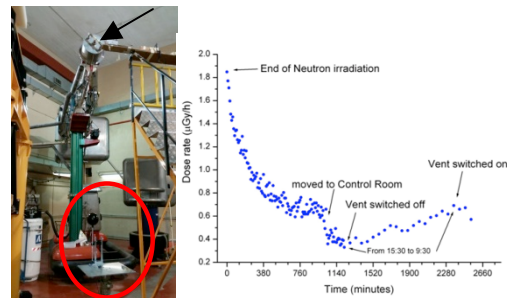 2.0
1.8
1.6
1.4
1.2
1.0
0.8
0.6
0.4
0.2
Dose rate (μGy/h)
End of Neutron irradiation
moved to Control Room
Vent switched on
Vent switched off
From 15:30 to 9:30
0 380 760 1140 1520 1900 2280 2660
Time (minutes)